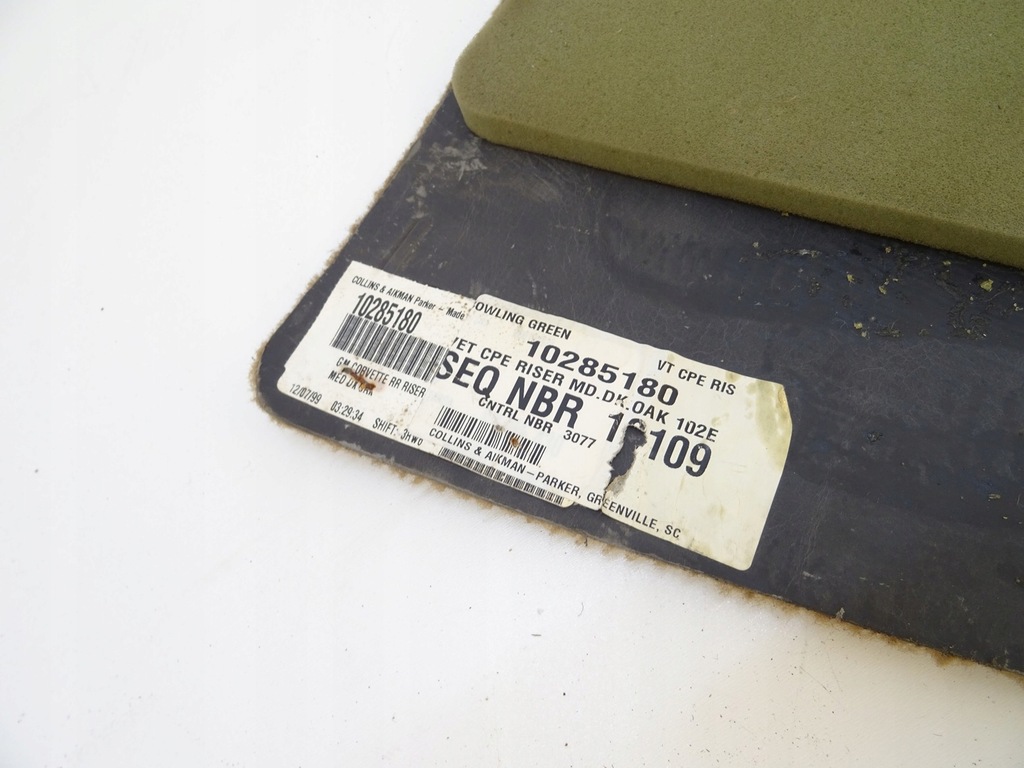 COLLINS & AIKMAN Parker - Made
10285180
GM CORVETTE RR RISER
MED DK OAK
12/07/99 03:29:34 SHIFT:
OWLING GREEN VT CPE RIS
10285180
VET CPE RISER MD.DK.OAK 102E
SEQ NBR 109
CNTRL NBR 3077
COLLINS & AIKMAN-PARKER, GREENVILLE, SC